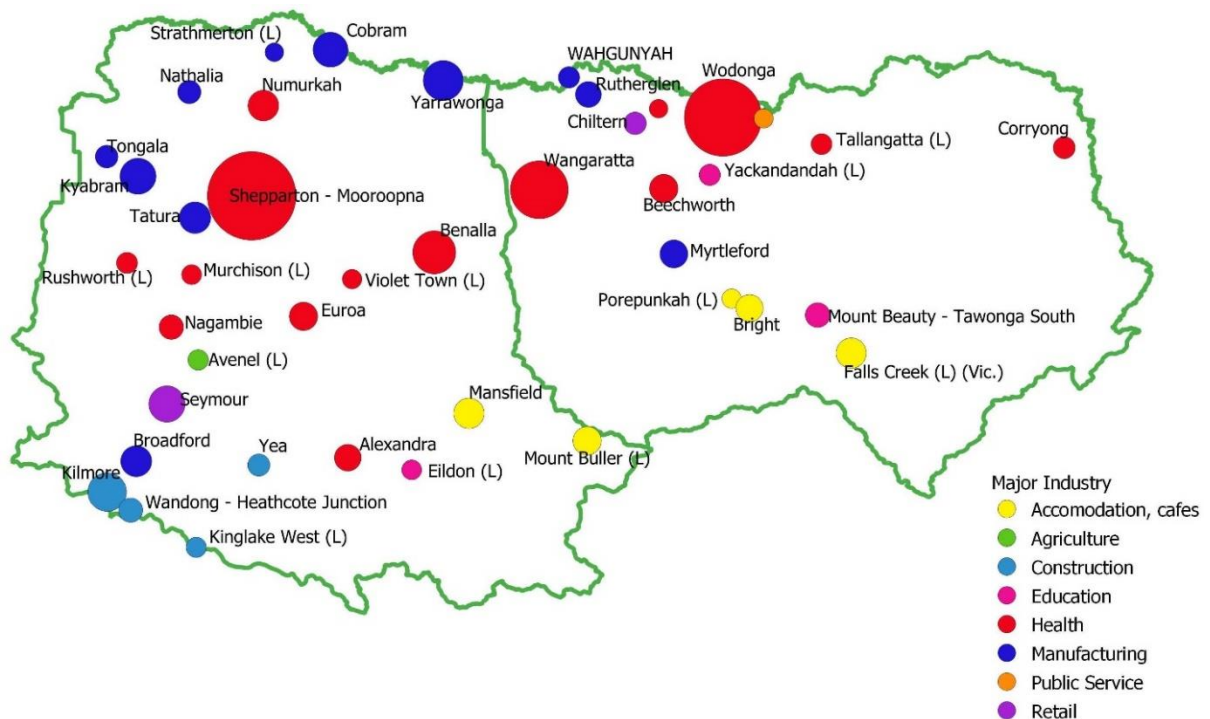 Strathmerton (L)
Cobram
Nathalia
Numurkah
Yarrawonga
WAHGUNYAH
Rutherglen
Wodonga
Chiltern
Tallangatta (L)
Corryong
Tongala
Kyabram
Shepparton - Mooroopna
Wangaratta
Yackandandah (L)
Beechworth
Tatura
Benalla
Myrtleford
Rushworth (L)
Murchison (L)
Violet Town (L)
Porepunkah (L)
Bright
Mount Beauty - Tawonga South
Nagambie
Euroa
Avenel (L)
Falls Creek (L) (Vic.)
Seymour
Mansfield
Broadford
Yea
Alexandra
Eildon (L)
Mount Buller (L)
Kilmore
Wandong - Heathcote Junction
Kinglake West (L)
Major Industry
Accomodation, cafes
Agriculture
Construction
Education
Health
Manufacturing
Public Service
Retail